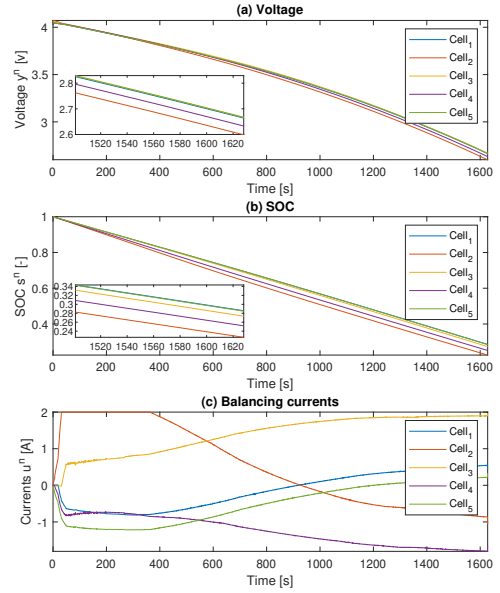 (a) Voltage
4
3.5
3
Voltage yⁿ [v]
Cell₁
Cell₂
Cell₃
Cell₄
Cell₅
2.8
2.7
2.6
1520 1540 1560 1580 1600 1620
0 200 400 600 800 1000 1200 1400 1600
Time [s]
(b) SOC
1
0.8
0.6
0.4
SOC sⁿ [-]
Cell₁
Cell₂
Cell₃
Cell₄
Cell₅
0.34
0.32
0.3
0.28
0.26
0.24
1520 1540 1560 1580 1600 1620
0 200 400 600 800 1000 1200 1400 1600
Time [s]
(c) Balancing currents
2
1
0
-1
Currents uⁿ [A]
Cell₁
Cell₂
Cell₃
Cell₄
Cell₅
0 200 400 600 800 1000 1200 1400 1600
Time [s]